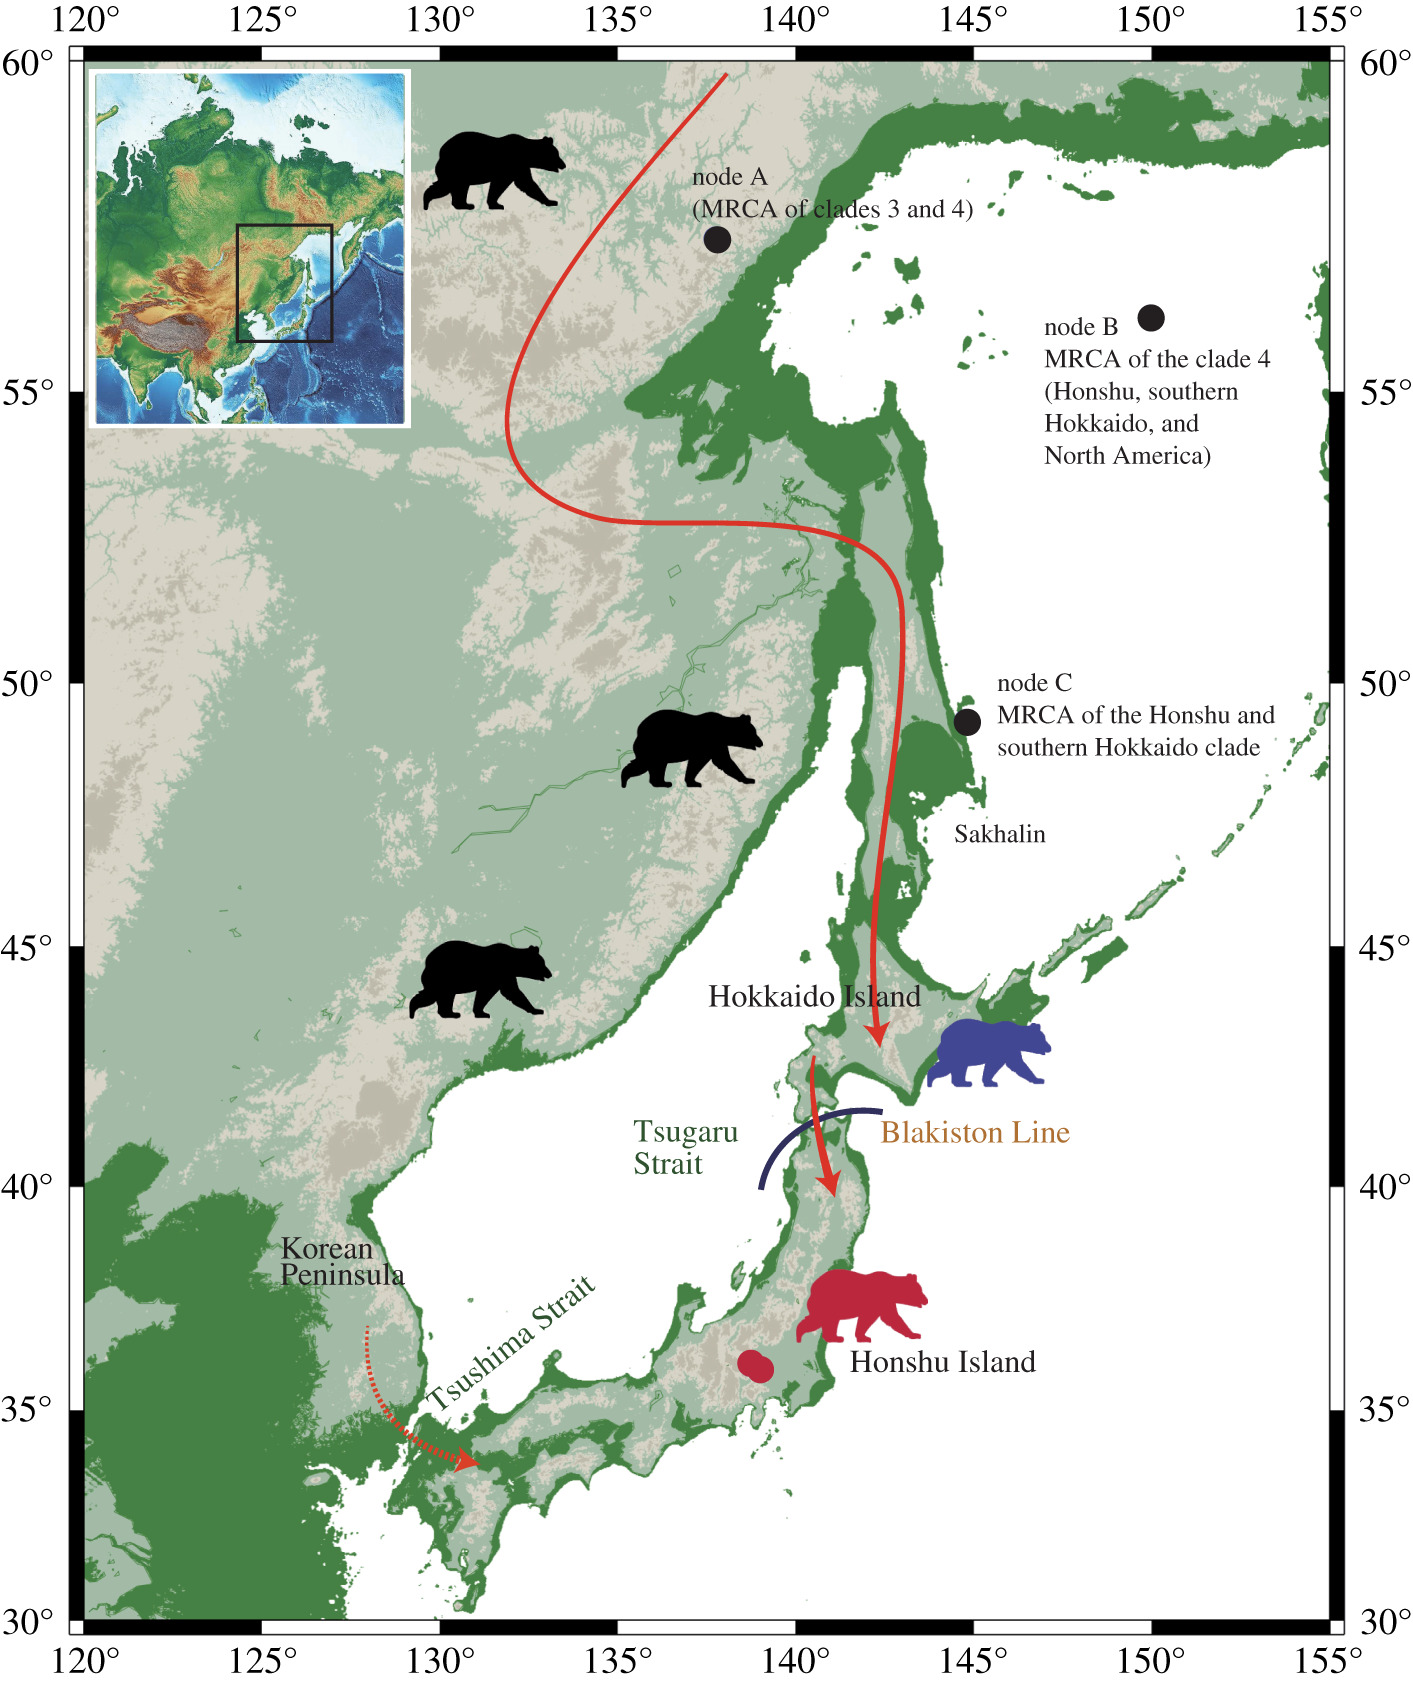 120° 125° 130° 135° 140° 145° 150° 155°
60° 60°
node A
(MRCA of clades 3 and 4)
node B
MRCA of the clade 4
(Honshu, southern
Hokkaido, and
North America)
55° 55°
50° 50°
node C
MRCA of the Honshu and
southern Hokkaido clade
Sakhalin
45° 45°
Hokkaido Island
Tsugaru
Strait
Blakiston Line
40° 40°
Korean
Peninsula
Tsushima Strait
Honshu Island
35° 35°
30° 30°
120° 125° 130° 135° 140° 145° 150° 155°